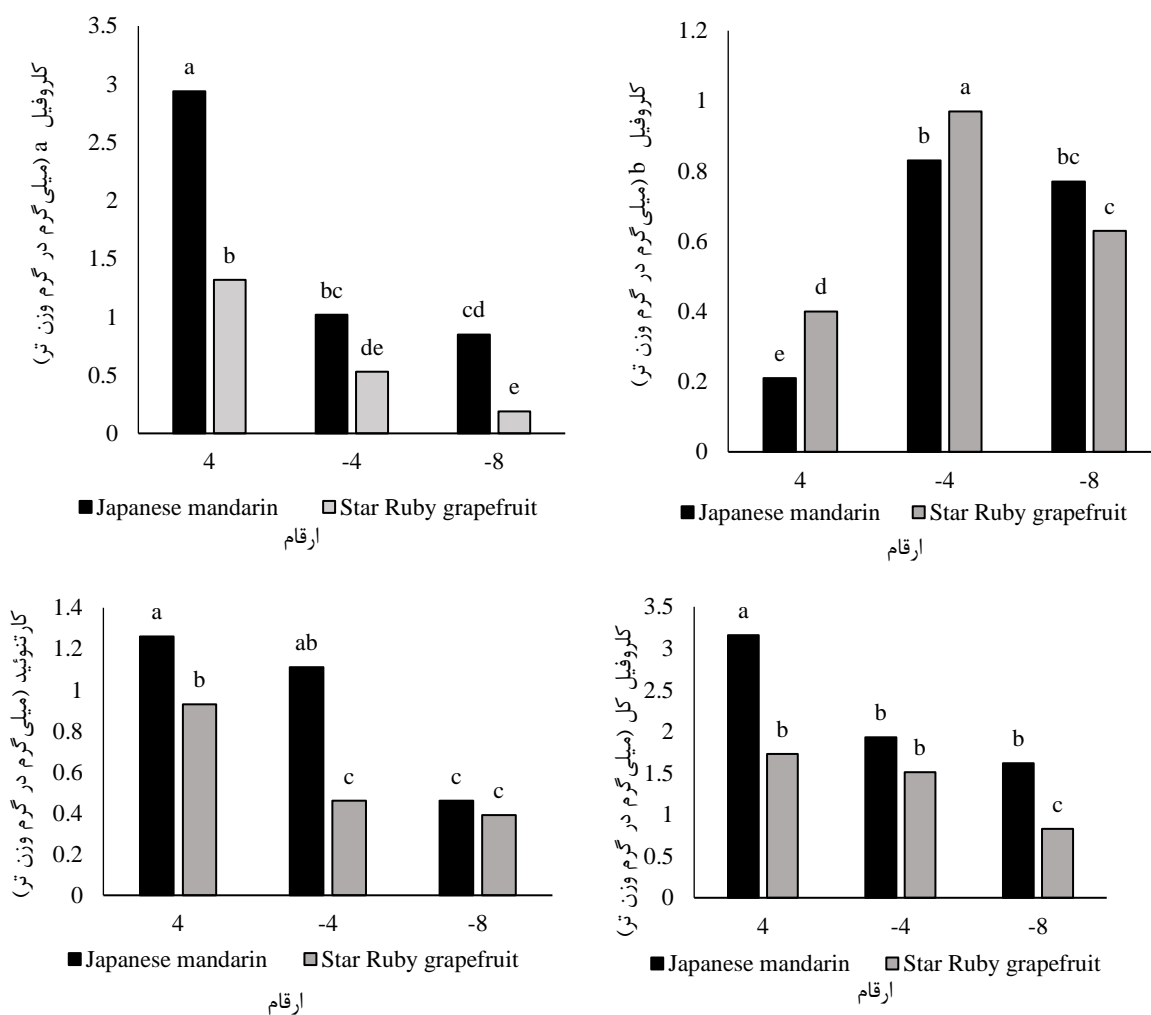 کلروفیل a (میلی‌گرم در گرم وزن تر)
3.5
3
2.5
2
1.5
1
0.5
0
a
b
bc
de
cd
e
4 -4 -8
Japanese mandarin Star Ruby grapefruit
ارقام
کلروفیل b (میلی‌گرم در گرم وزن تر)
1.2
1
0.8
0.6
0.4
0.2
0
e
d
b
a
bc
c
4 -4 -8
Japanese mandarin Star Ruby grapefruit
ارقام
کارتنوئید (میلی‌گرم در گرم وزن تر)
1.4
1.2
1
0.8
0.6
0.4
0.2
0
a
b
ab
c
c
c
4 -4 -8
Japanese mandarin Star Ruby grapefruit
ارقام
کلروفیل کل (میلی‌گرم در گرم وزن تر)
3.5
3
2.5
2
1.5
1
0.5
0
a
b
b
b
b
c
4 -4 -8
Japanese mandarin Star Ruby grapefruit
ارقام